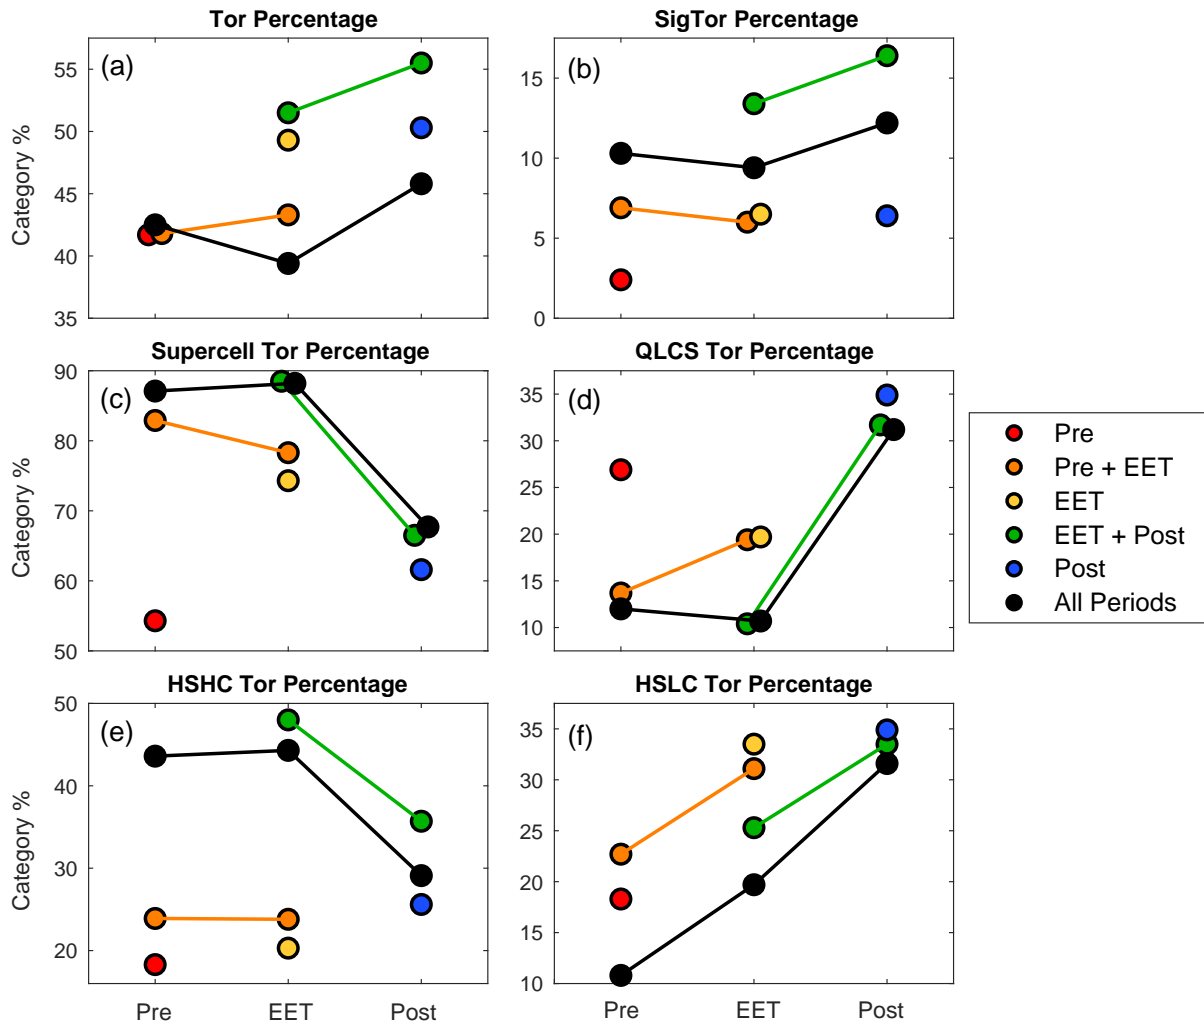 Tor Percentage
SigTor Percentage
(a)
(b)
Category %
55
50
45
40
35
15
10
5
0
Supercell Tor Percentage
QLCS Tor Percentage
(c)
(d)
Category %
90
80
70
60
50
35
30
25
20
15
10
Pre
Pre + EET
EET
EET + Post
Post
All Periods
HSHC Tor Percentage
HSLC Tor Percentage
(e)
(f)
Category %
50
40
30
20
35
30
25
20
15
10
Pre
EET
Post
Pre
EET
Post